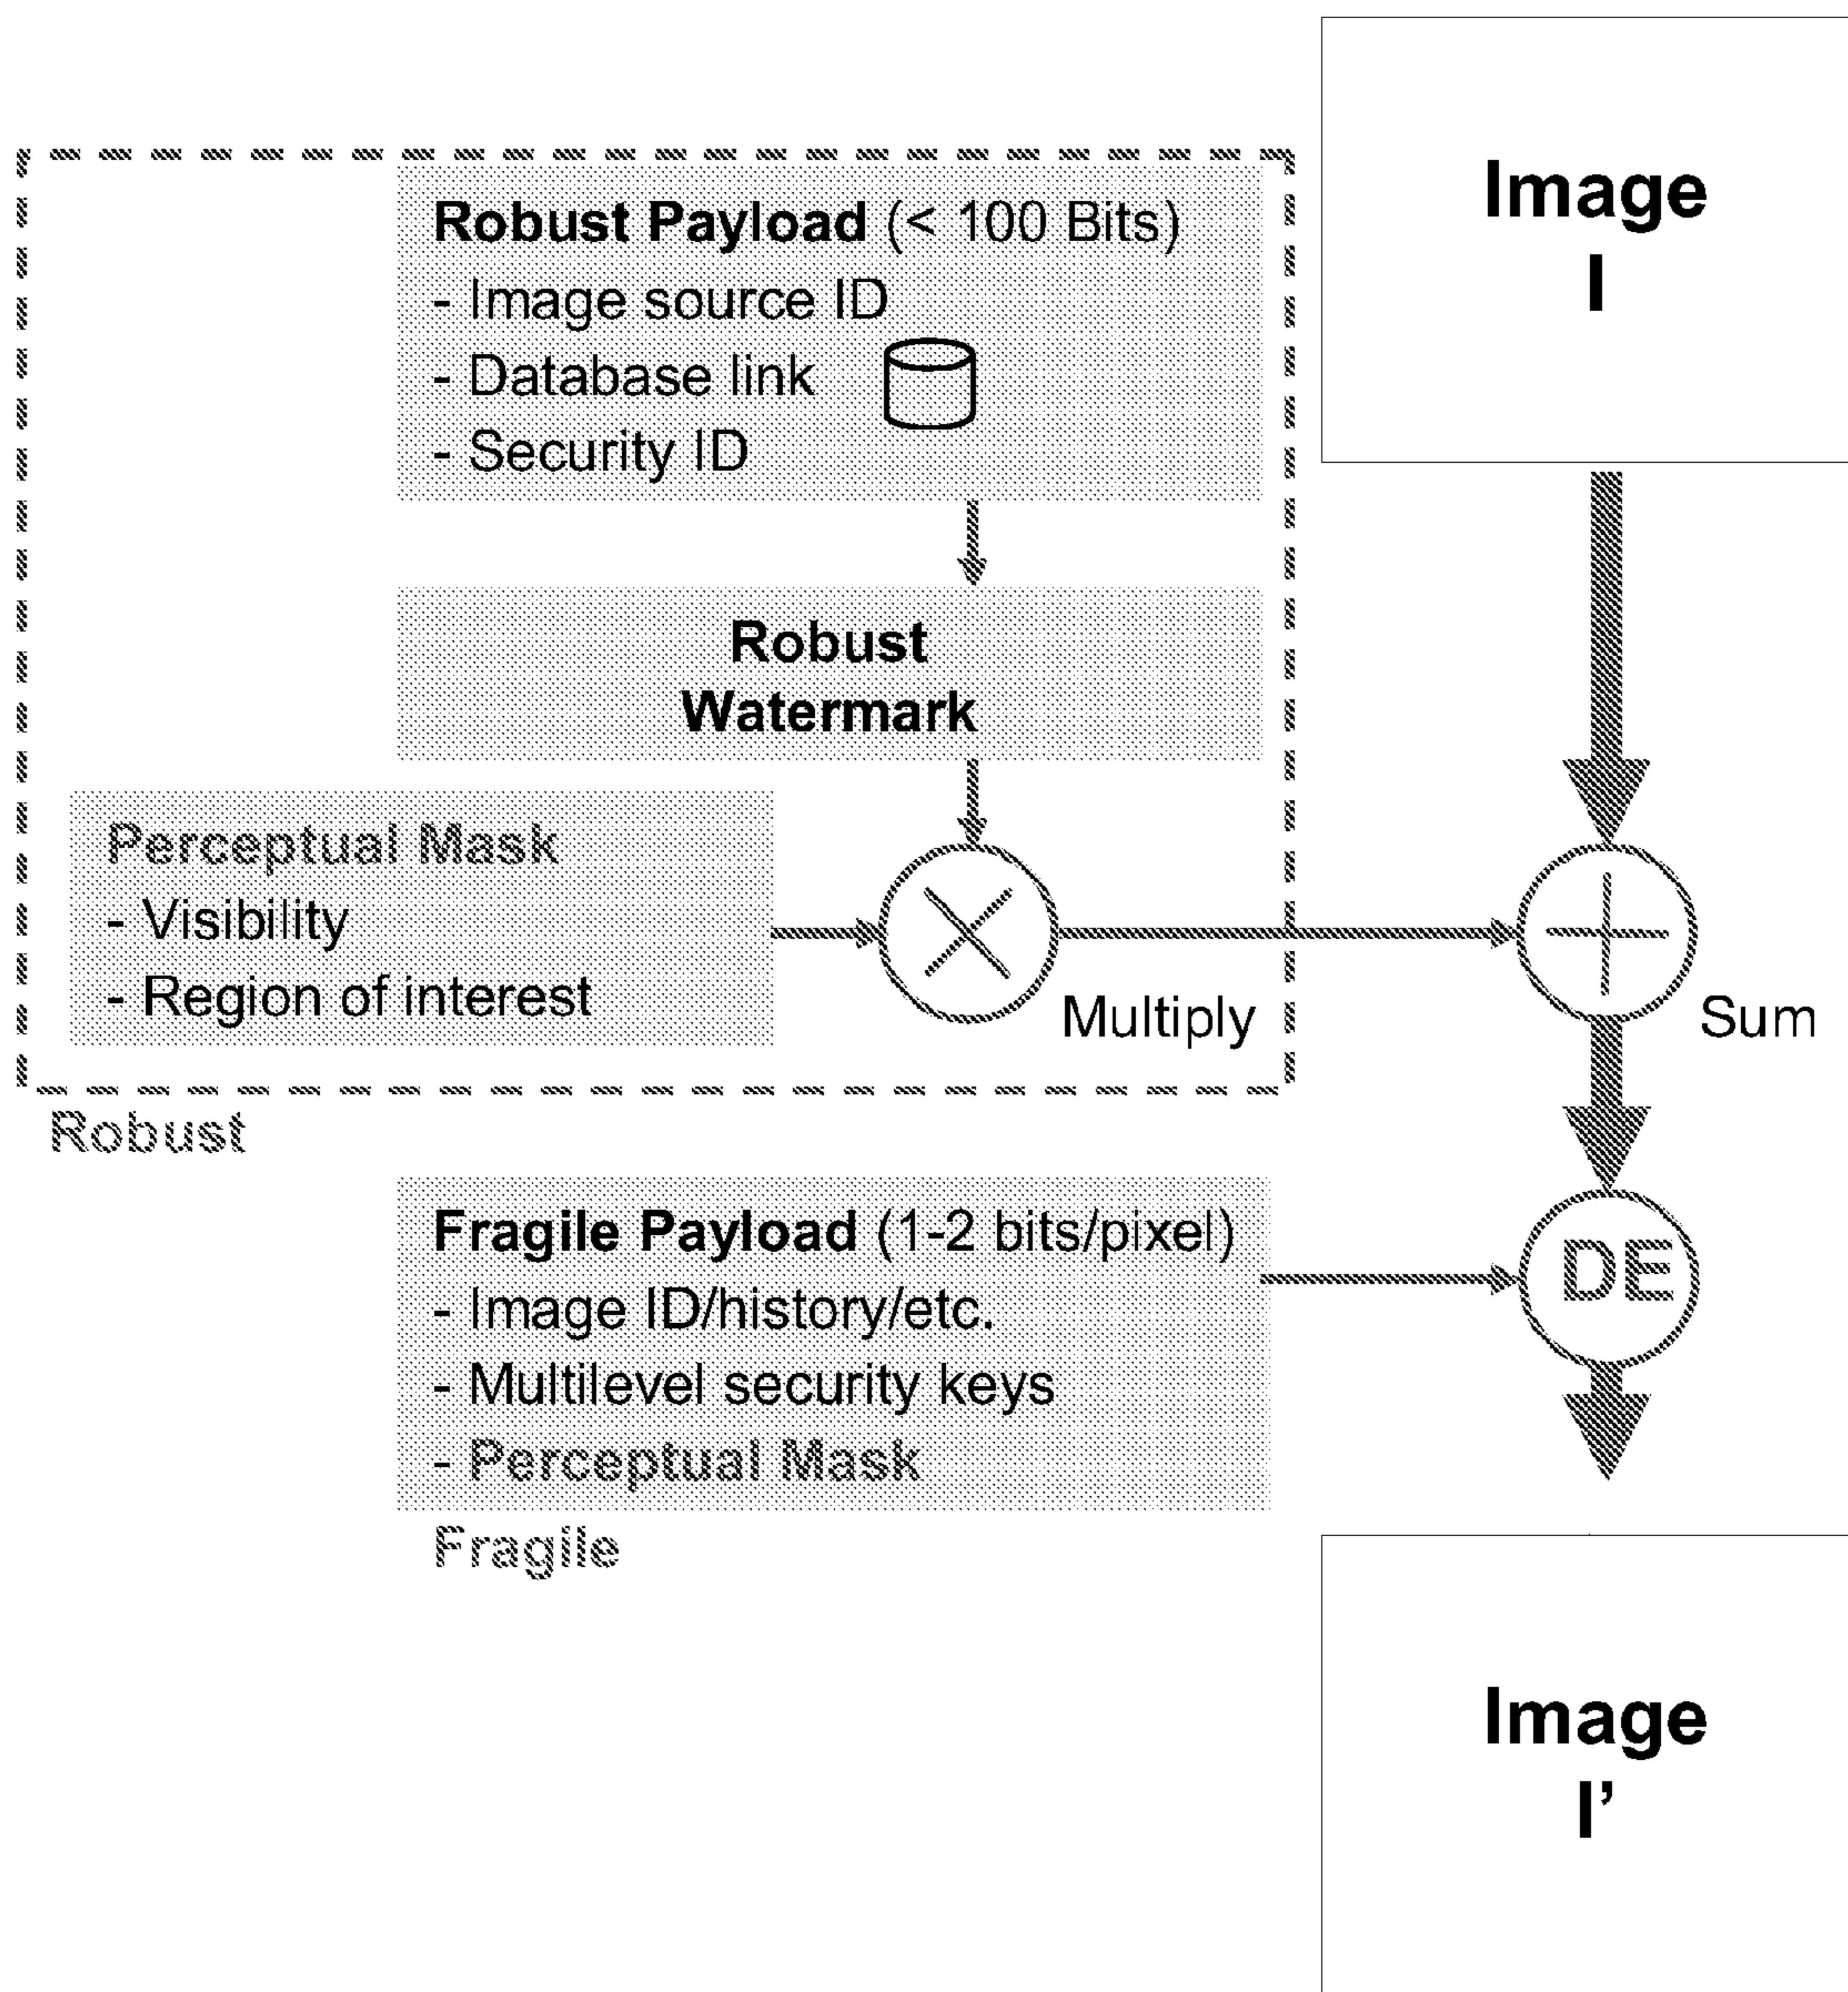 Image
I
Robust Payload (< 100 Bits)
- Image source ID
- Database link
- Security ID
Robust
Watermark
Perceptual Mask
- Visibility
- Region of interest
Multiply
Sum
Robust
Fragile Payload (1-2 bits/pixel)
- Image ID/history/etc.
- Multilevel security keys
- Perceptual Mask
DE
Fragile
Image
I’